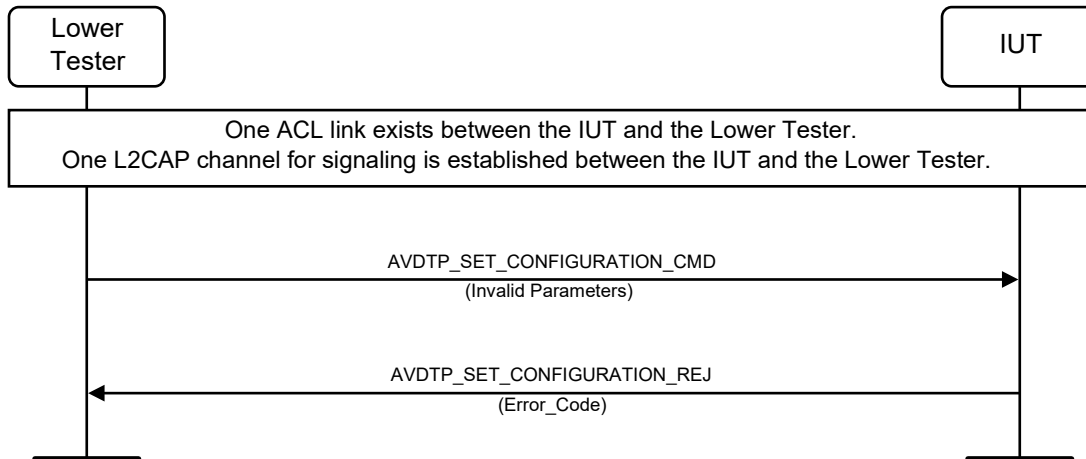 Lower
Tester
IUT
One ACL link exists between the IUT and the Lower Tester.
One L2CAP channel for signaling is established between the IUT and the Lower Tester.
AVDTP_SET_CONFIGURATION_CMD
(Invalid Parameters)
AVDTP_SET_CONFIGURATION_REJ
(Error_Code)